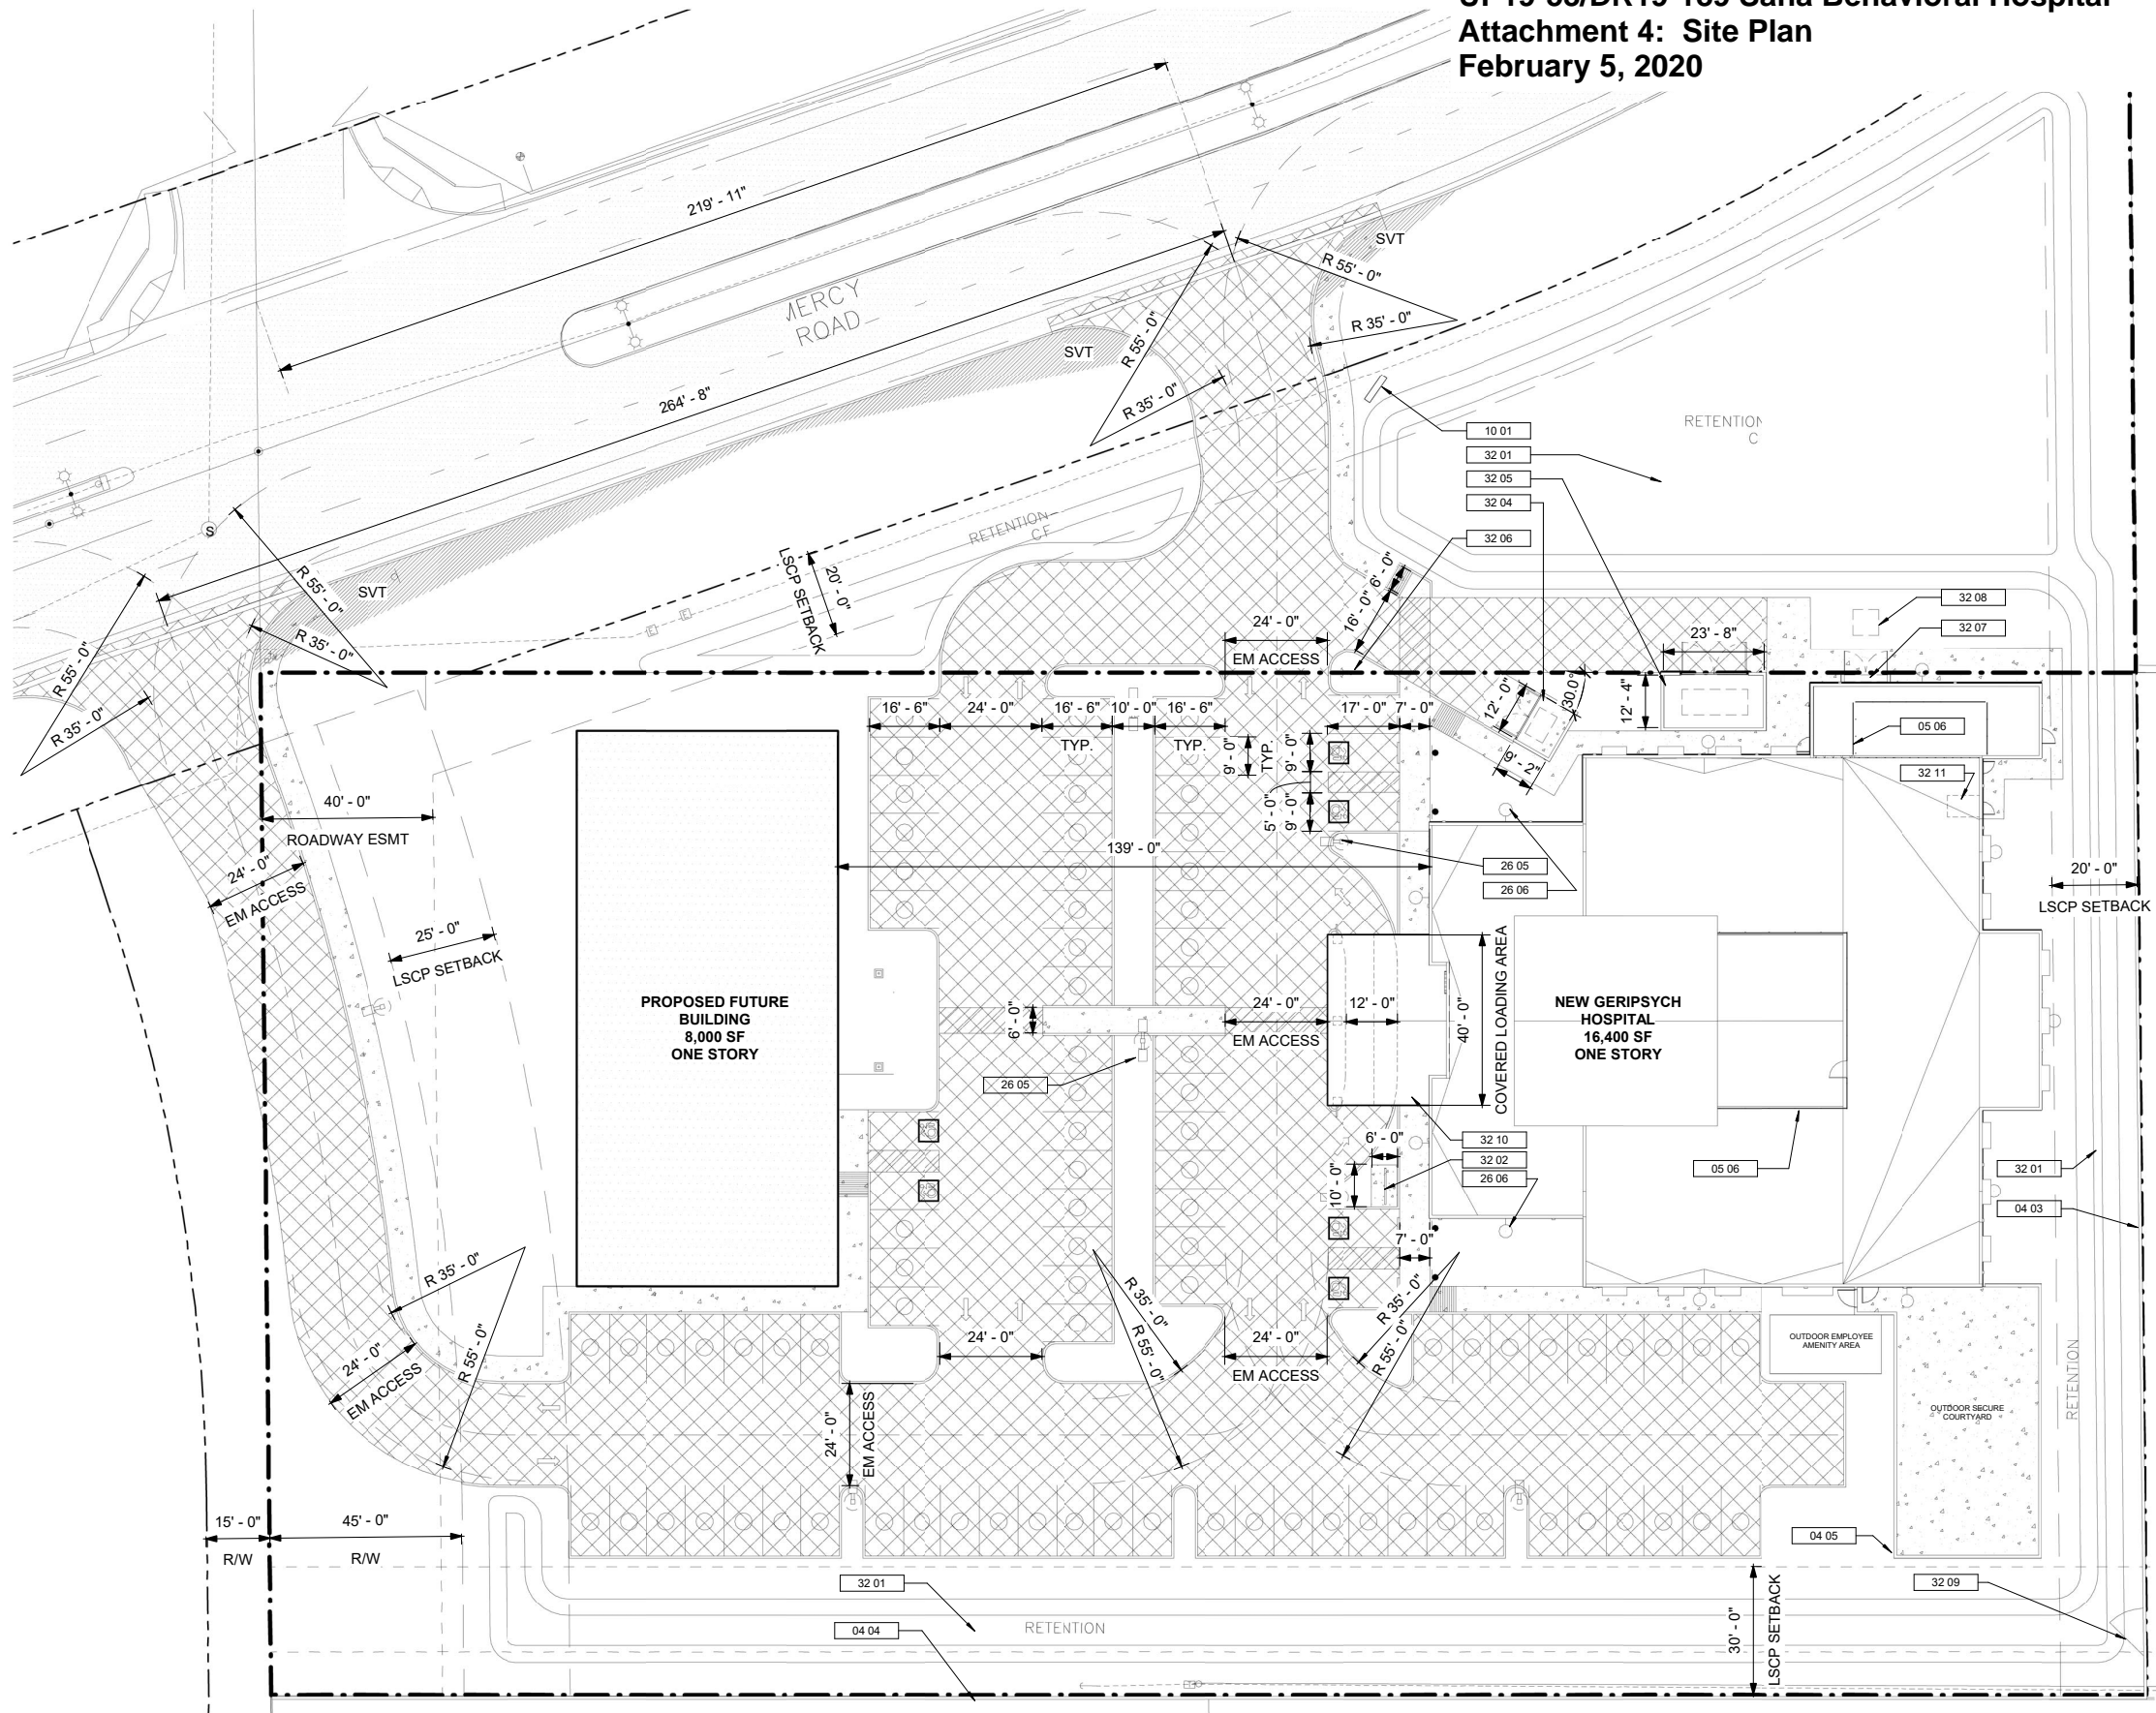 Attachment 4: Site Plan
February 5, 2020
219' - 11"
SVT
R 55' - 0"
MERCY
ROAD
R 35' - 0"
R 55' - 0"
SVT
264' - 8"
R 35' - 0"
10 01
32 01
32 05
32 04
32 06
RETENTION
C
S
RETENTION
CF
LSCP SETBACK
20' - 0"
R 55' - 0"
SVT
R 55' - 0"
R 35' - 0"
R 35' - 0"
6' - 0"
16' - 0"
24' - 0"
EM ACCESS
23' - 8"
32 08
32 07
12' - 0"
30.0°
12' - 4"
9' - 2"
16' - 6"
24' - 0"
16' - 6"
TYP.
10' - 0"
16' - 6"
TYP.
9' - 0"
TYP.
17' - 0"
7' - 0"
9' - 0"
5' - 0"
9' - 0"
05 06
32 11
40' - 0"
ROADWAY ESMT
24' - 0"
EM ACCESS
139' - 0"
26 05
26 06
20' - 0"
LSCP SETBACK
25' - 0"
LSCP SETBACK
PROPOSED FUTURE
BUILDING
8,000 SF
ONE STORY
6' - 0"
24' - 0"
EM ACCESS
12' - 0"
40' - 0"
COVERED LOADING AREA
NEW GERIPSYCH
HOSPITAL
16,400 SF
ONE STORY
26 05
6' - 0"
10' - 0"
32 10
32 02
26 06
05 06
32 01
04 03
7' - 0"
R 35' - 0"
R 55' - 0"
24' - 0"
EM ACCESS
24' - 0"
R 35' - 0"
R 55' - 0"
24' - 0"
EM ACCESS
R 35' - 0"
R 55' - 0"
OUTDOOR EMPLOYEE
AMENITY AREA
OUTDOOR SECURE
COURTYARD
RETENTION
24' - 0"
EM ACCESS
15' - 0"
R/W
45' - 0"
R/W
04 05
32 01
32 09
RETENTION
04 04
30' - 0"
LSCP SETBACK